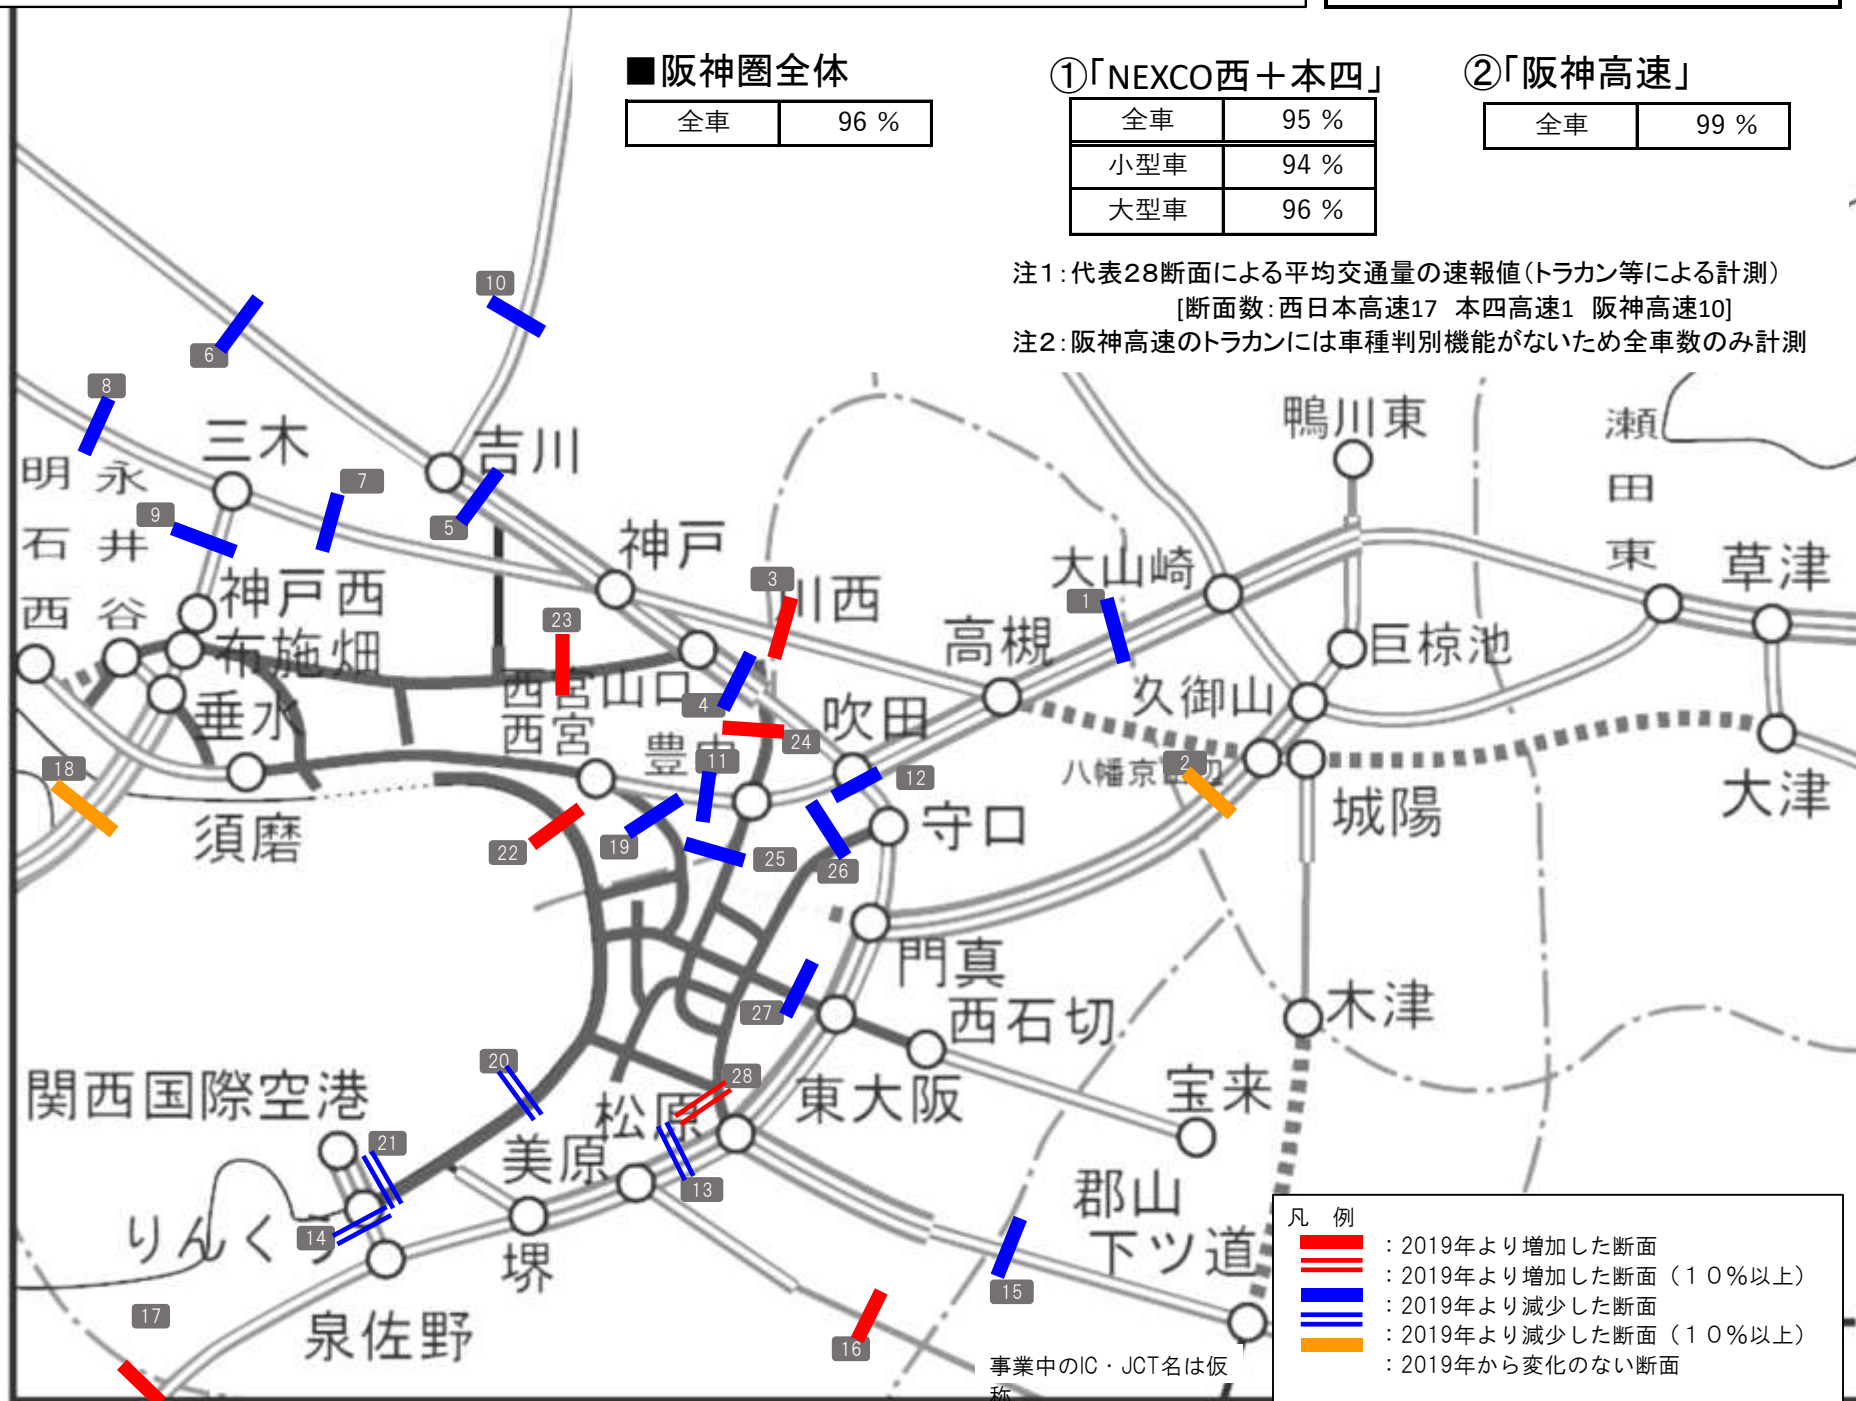 ■阪神圏全体
全車 96 %
①「NEXCO西＋本四」
全車 95 %
小型車 94 %
大型車 96 %
②「阪神高速」
全車 99 %
注1：代表28断面による平均交通量の速報値（トラカン等による計測）
[断面数：西日本高速17 本四高速1 阪神高速10]
注2：阪神高速のトラカンには車種判別機能がないため全車数のみ計測
10
6
8
三木
吉川
鴨川東
瀬田東
明石西
永井谷
7
9
5
神戸
大山崎
草津
神戸西
3
川西
1
布施畑
23
高槻
巨椋池
西宮山口
4
久御山
垂水
西宮
吹田
24
豊中
11
12
八幡京田辺
2
18
大津
城陽
須磨
守口
22
19
25
26
門真
27
西石切
木津
20
関西国際空港
28
松原
東大阪
宝来
21
美原
13
郡山
下ツ道
14
りんくう
堺
15
17
泉佐野
16
事業中のIC・JCT名は仮
称
凡 例
：2019年より増加した断面
：2019年より増加した断面（１０％以上）
：2019年より減少した断面
：2019年より減少した断面（１０％以上）
：2019年から変化のない断面